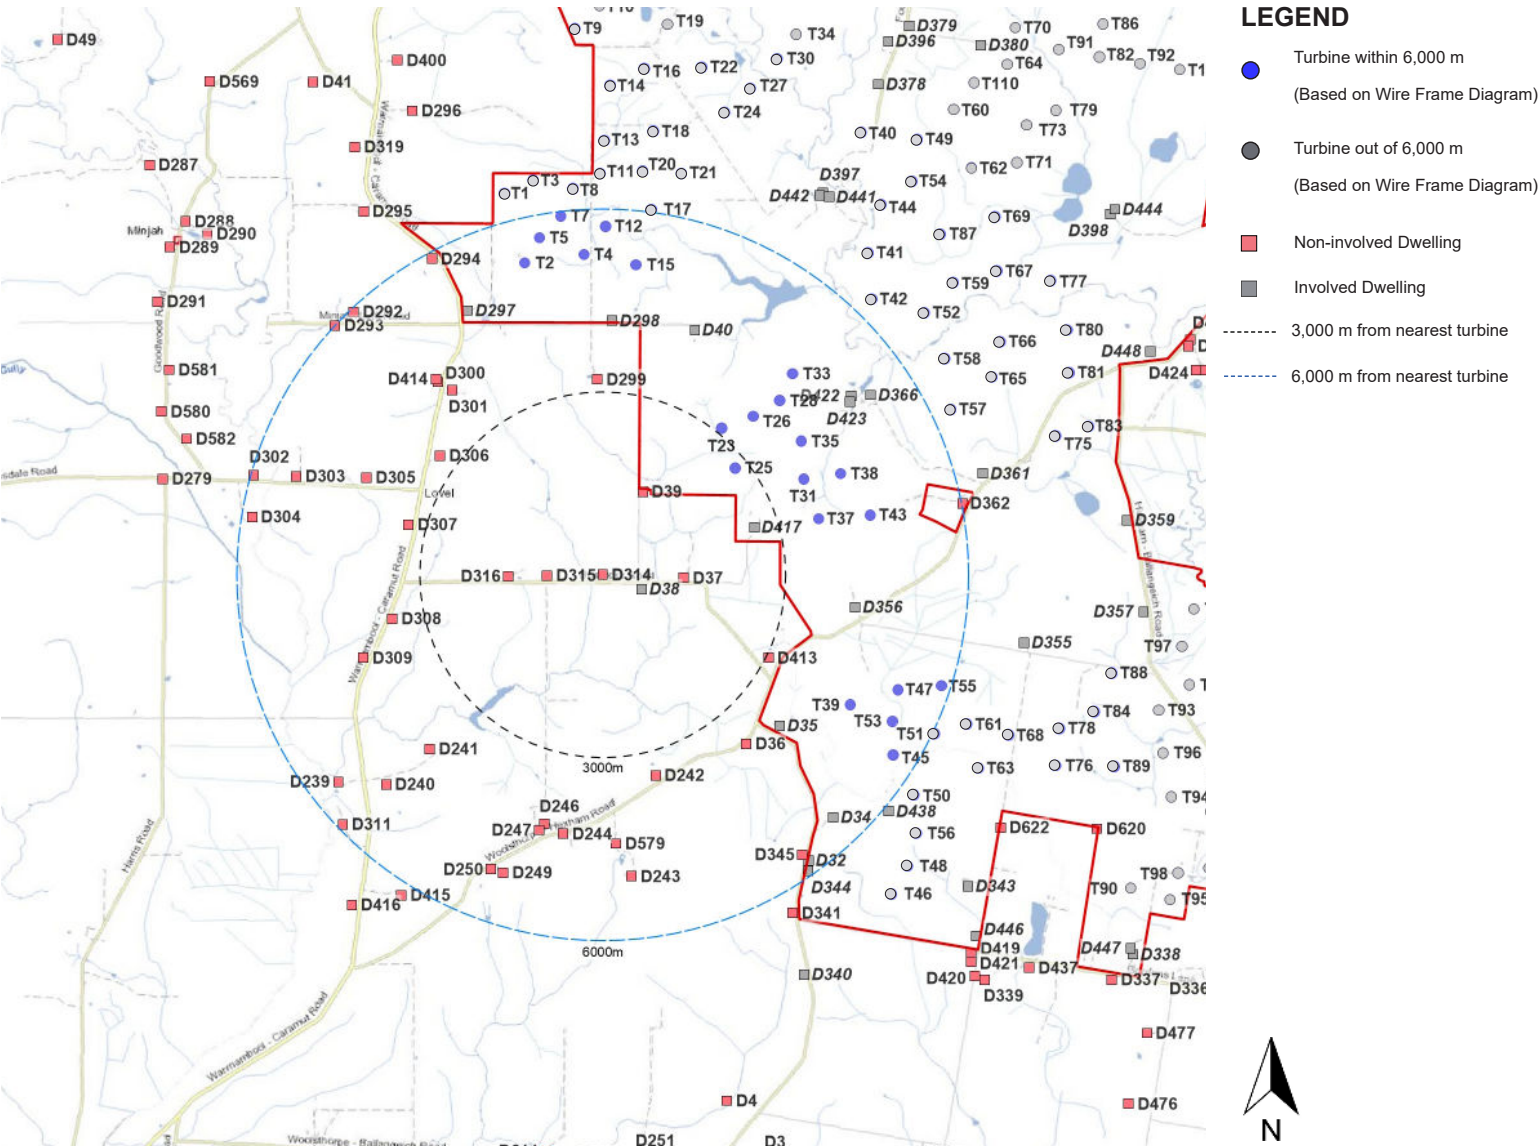 LEGEND
Turbine within 6,000 m
(Based on Wire Frame Diagram)
Turbine out of 6,000 m
(Based on Wire Frame Diagram)
Non-involved Dwelling
Involved Dwelling
3,000 m from nearest turbine
6,000 m from nearest turbine
N
T9 T19 T34 D379 T70 T86
D49 D396 D380 T91
D400 T16 T22 T30 T64 T82 T92
D569 D41 T14 T27 D378 T110
D296 T24 T60 T79
D319 T13 T18 T40 T49 T73
D287 T11 T20 T21 D397 T62 T71
T1 T3 T8 D442 D441 T54
D295 T7 T17 T44 T69 D444
D288 D290 T12 D398
Minjah D289 T5 T87
D294 T2 T4 T15 T41
T59 T67 T77
D291 D292 D297 T42
D293 D298 D40 T52 T80
Goodwood Road
T66 D448
D581 D414 D300 D299 T33 T58 T65 T81 D424
D301 T28 D422 D366
D580 T26 D423 T57
D582 T23 T35 T83
D302 D306 T25 T75
D279 D303 D305 T31 T38 D361
Lovel
D304 D39 D362
D307 D417 T37 T43 D359
D316 D315 D314 D37
D38
D308 D356 D357
D309 D413 D355 T97
Warrnambool - Caramut Road
T47 T55 T88
T39 T53 T84 T93
D35 T51 T61 T68 T78
D241 D36 T45 T96
3000m
D239 D240 D242 T63 T76 T89
D246 T50 T94
D311 D247 D244 D34 D438
D579 T56 D622 D620
Woolsthorpe - Hexham Road
D250 D249 D243 D345 D32 T48 T98
D344 D343 T90
D416 D415 T46 T95
Harris Road
D341 D446
6000m
D419 D447 D338
D421 D437
D340 D420 D339 D337 D336
Warrnambool - Caramut Road
D477
D4 D476
D251 D3